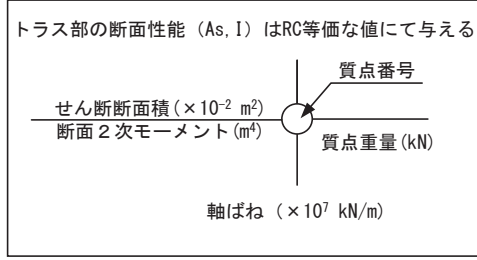 トラス部の断面性能（As,I）はRC等価な値にて与える
質点番号
せん断断面積(×10⁻² m²)
断面２次モーメント(m⁴)
質点重量(kN)
軸ばね（×10⁷ kN/m）